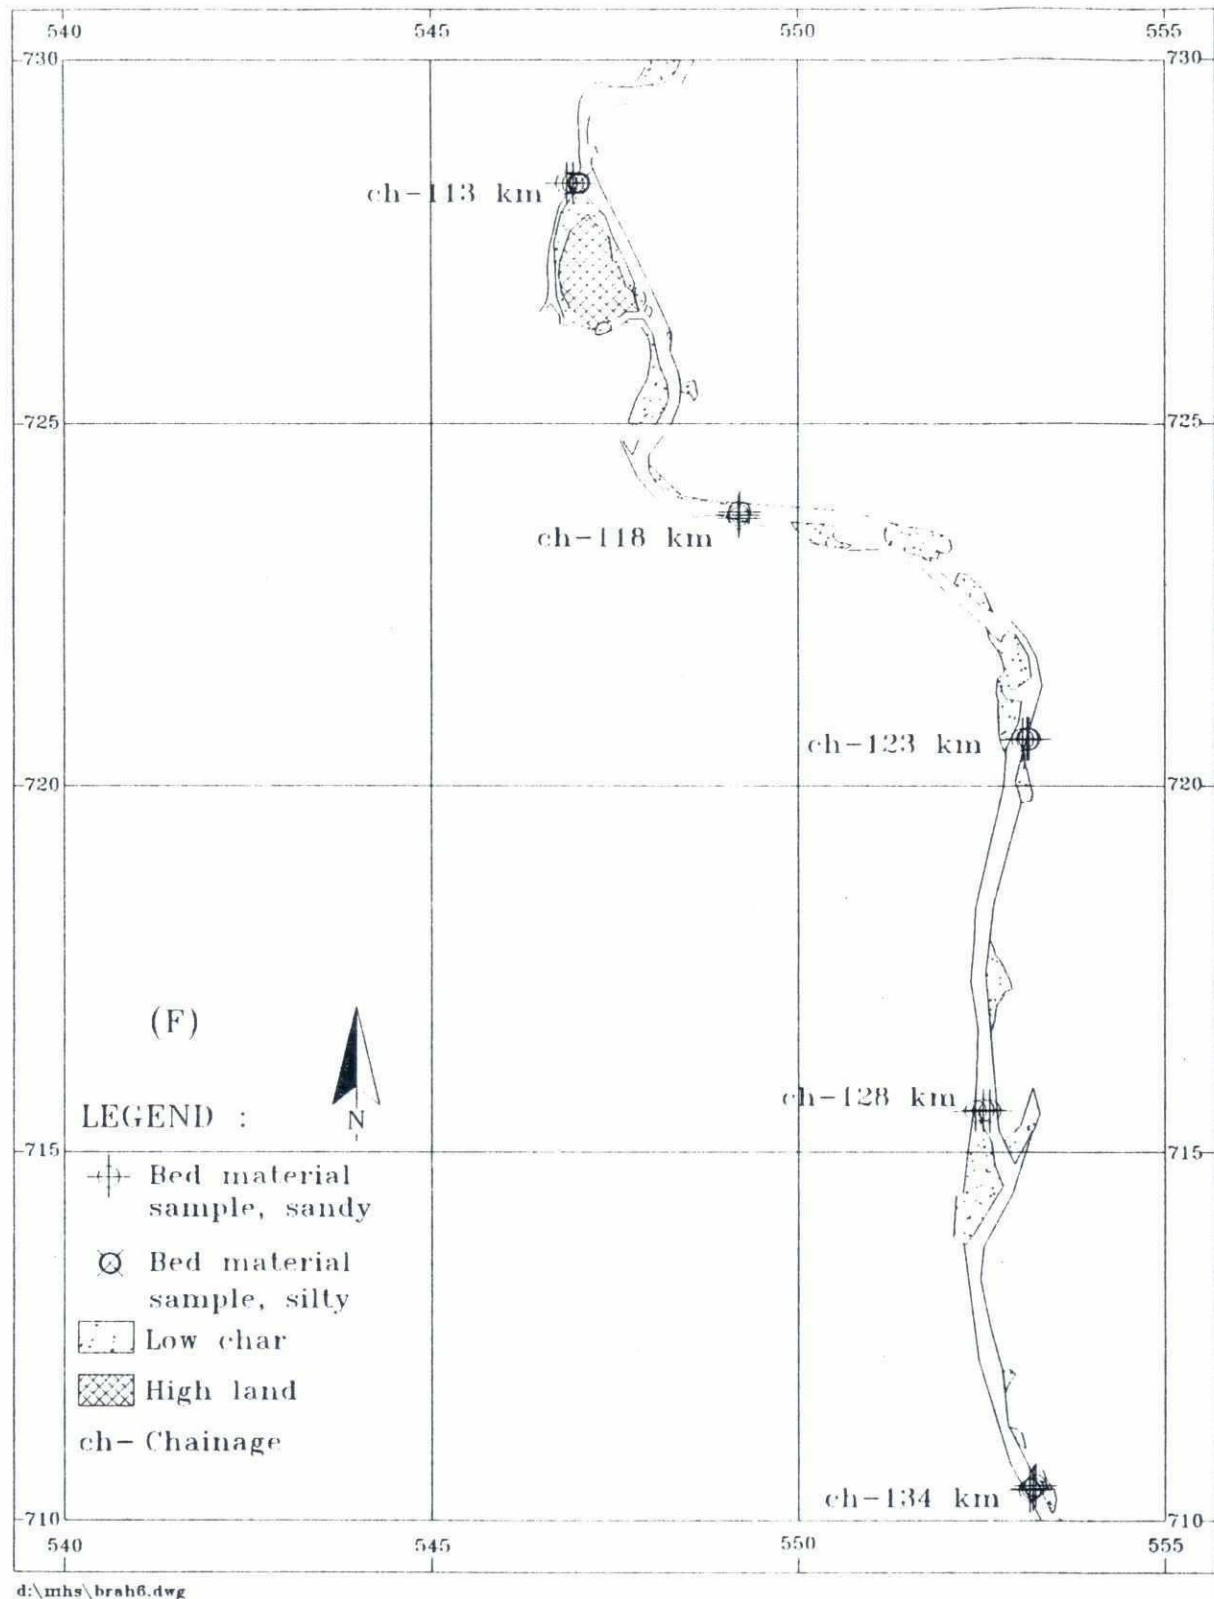 540 545 550 555
730 730
ch-113 km
725 725
ch-118 km
ch-123 km
720 720
(F)
N
LEGEND :
ch-128 km
715 715
Bed material
sample, sandy
Bed material
sample, silty
Low char
High land
ch- Chainage
ch-134 km
710 710
540 545 550 555
d:\mhs\brah6.dwg